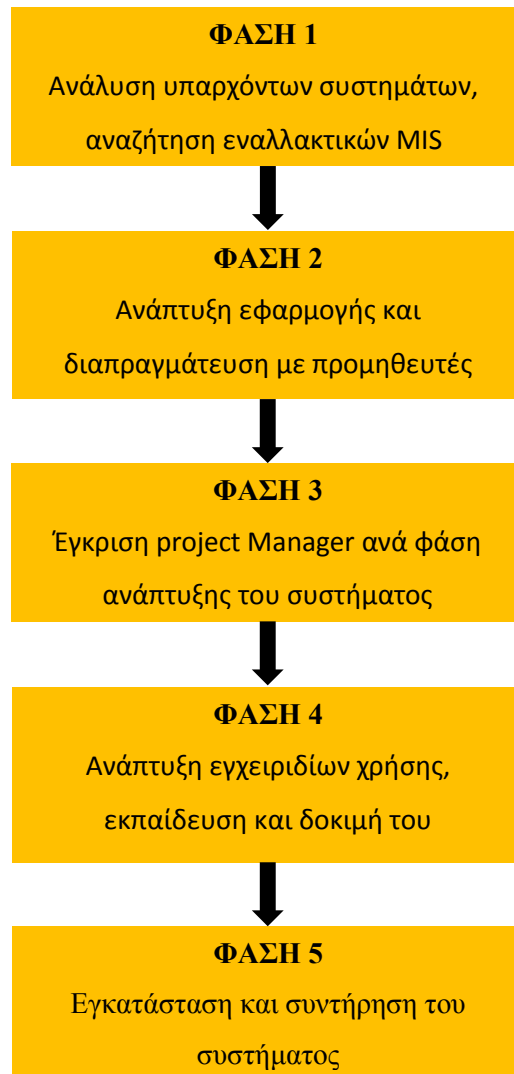 ΦΑΣΗ 1
Ανάλυση υπαρχόντων συστημάτων,
αναζήτηση εναλλακτικών MIS
ΦΑΣΗ 2
Ανάπτυξη εφαρμογής και
διαπραγμάτευση με προμηθευτές
ΦΑΣΗ 3
Έγκριση project Manager ανά φάση
ανάπτυξης του συστήματος
ΦΑΣΗ 4
Ανάπτυξη εγχειριδίων χρήσης,
εκπαίδευση και δοκιμή του
ΦΑΣΗ 5
Εγκατάσταση και συντήρηση του
συστήματος